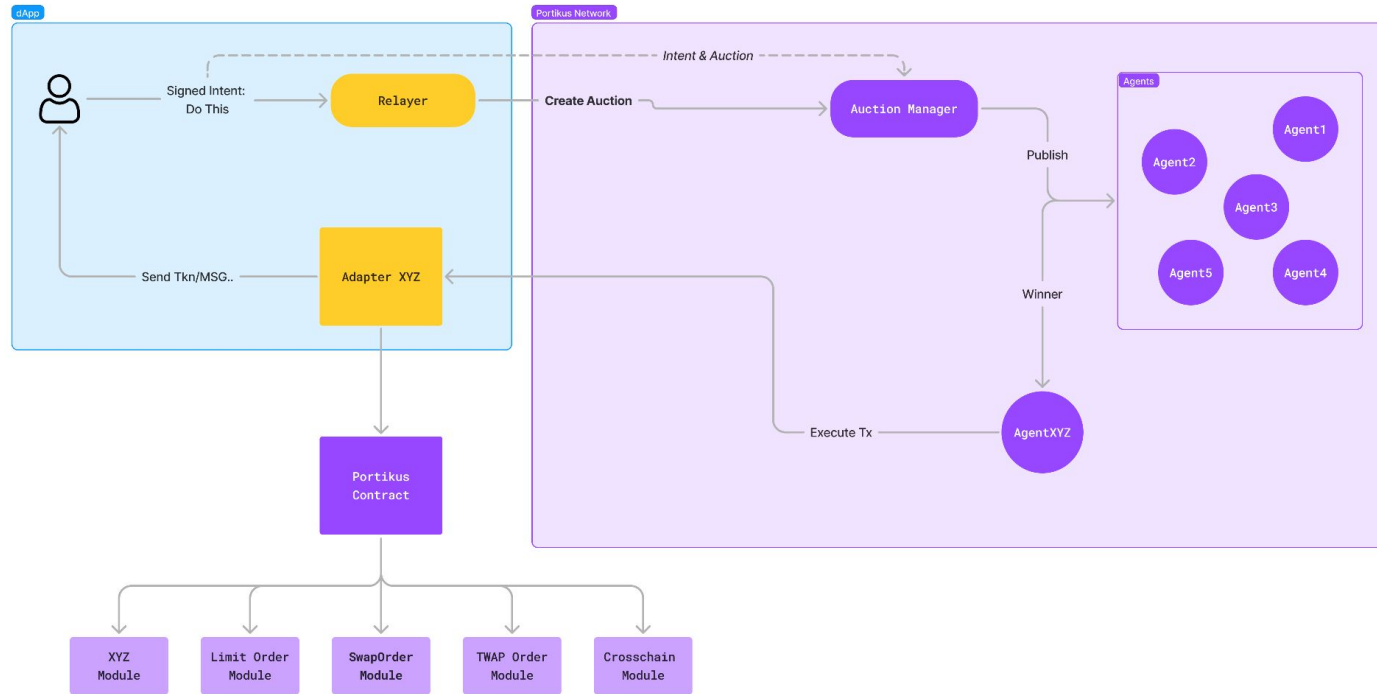 dApp
Portikus Network
Intent & Auction
Signed Intent:
Do This
Relayer
Create Auction
Auction Manager
Agents
Agent1
Agent2
Agent3
Agent5
Agent4
Publish
Send Tkn/MSG..
Adapter XYZ
Winner
Execute Tx
AgentXYZ
Portikus
Contract
XYZ
Module
Limit Order
Module
SwapOrder
Module
TWAP Order
Module
Crosschain
Module